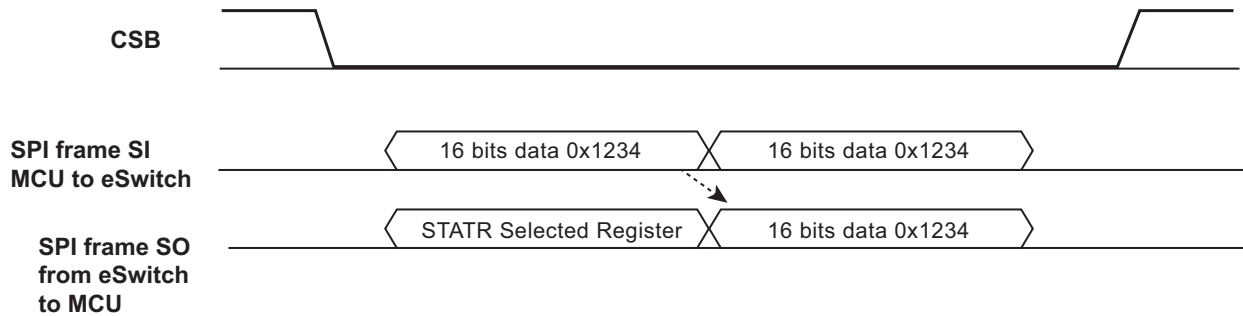 CSB
SPI frame SI
MCU to eSwitch
16 bits data 0x1234
16 bits data 0x1234
STATR Selected Register
16 bits data 0x1234
SPI frame SO
from eSwitch
to MCU